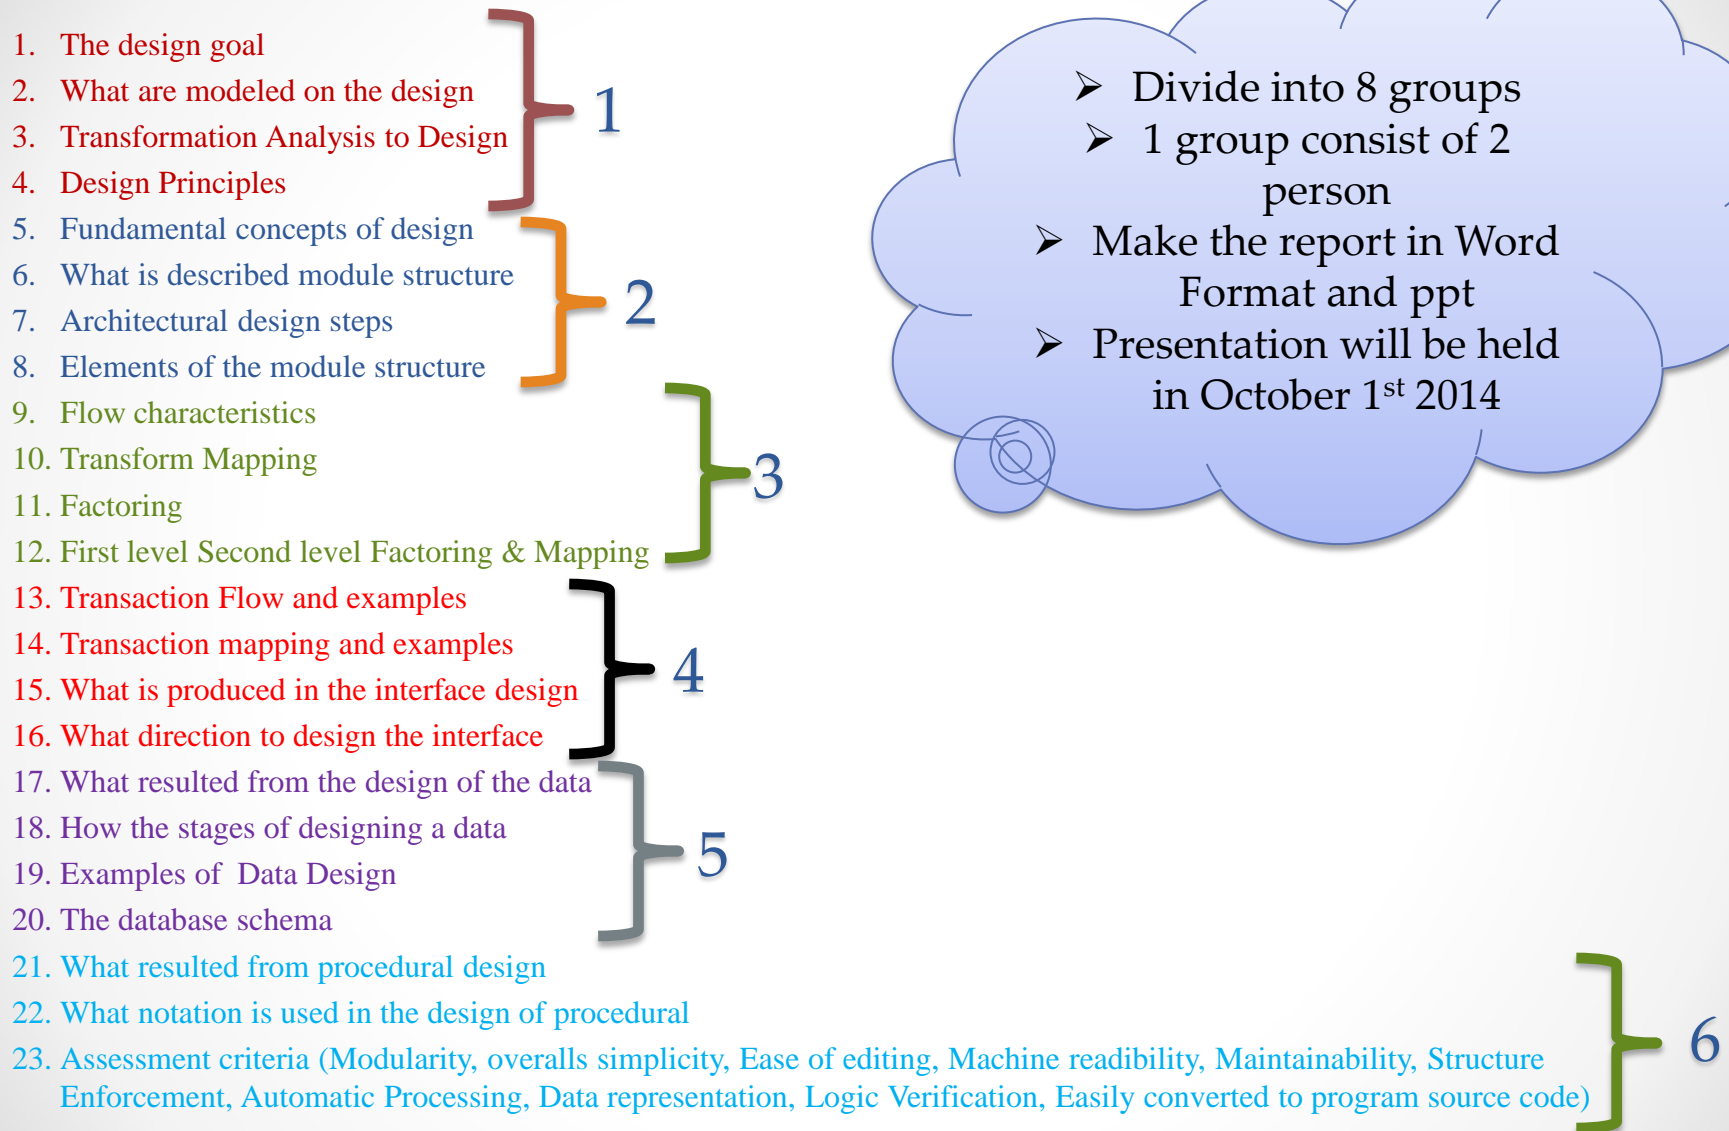 1. The design goal
2. What are modeled on the design
3. Transformation Analysis to Design
4. Design Principles
1
5. Fundamental concepts of design
6. What is described module structure
7. Architectural design steps
8. Elements of the module structure
2
9. Flow characteristics
10. Transform Mapping
11. Factoring
12. First level Second level Factoring & Mapping
3
13. Transaction Flow and examples
14. Transaction mapping and examples
15. What is produced in the interface design
16. What direction to design the interface
4
17. What resulted from the design of the data
18. How the stages of designing a data
19. Examples of  Data Design
20. The database schema
5
21. What resulted from procedural design
22. What notation is used in the design of procedural
23. Assessment criteria (Modularity, overalls simplicity, Ease of editing, Machine readibility, Maintainability, Structure
Enforcement, Automatic Processing, Data representation, Logic Verification, Easily converted to program source code)
6
➢ Divide into 8 groups
➢ 1 group consist of 2
person
➢ Make the report in Word
Format and ppt
➢ Presentation will be held
in October 1st 2014